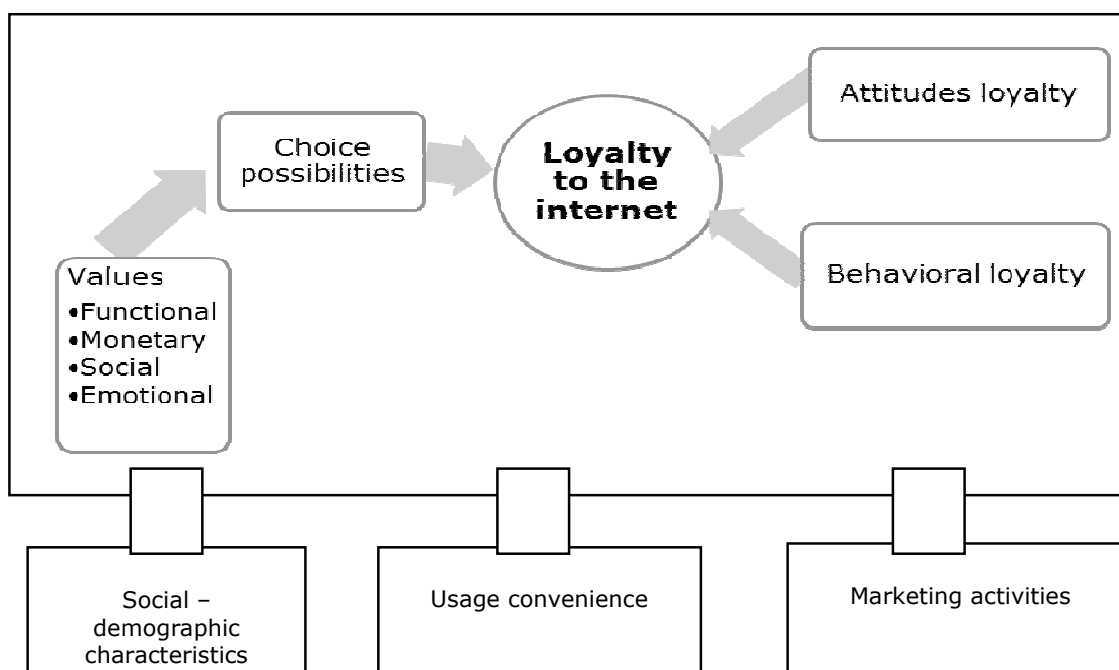 Attitudes loyalty
Choice
possibilities
Loyalty
to the
internet
Values
•Functional
•Monetary
•Social
•Emotional
Behavioral loyalty
Social –
demographic
characteristics
Usage convenience
Marketing activities